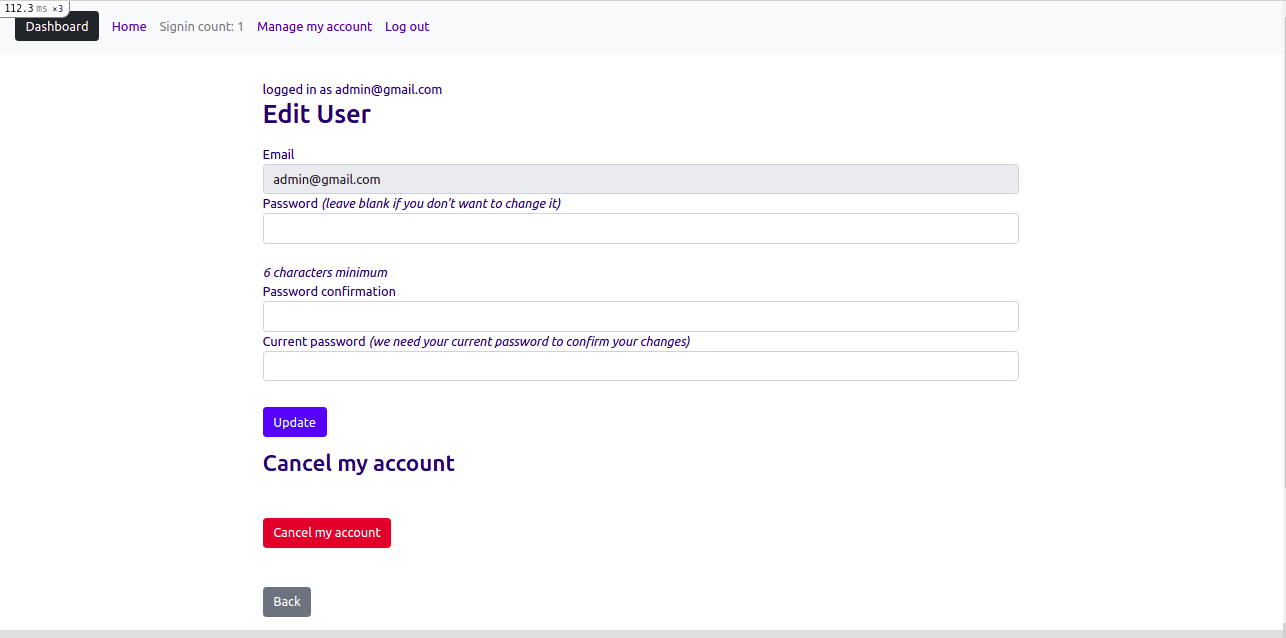 112.3 ms ×3
Dashboard Home Signin count: 1 Manage my account Log out
logged in as admin@gmail.com
Edit User
Email
admin@gmail.com
Password (leave blank if you don't want to change it)
6 characters minimum
Password confirmation
Current password (we need your current password to confirm your changes)
Update
Cancel my account
Cancel my account
Back